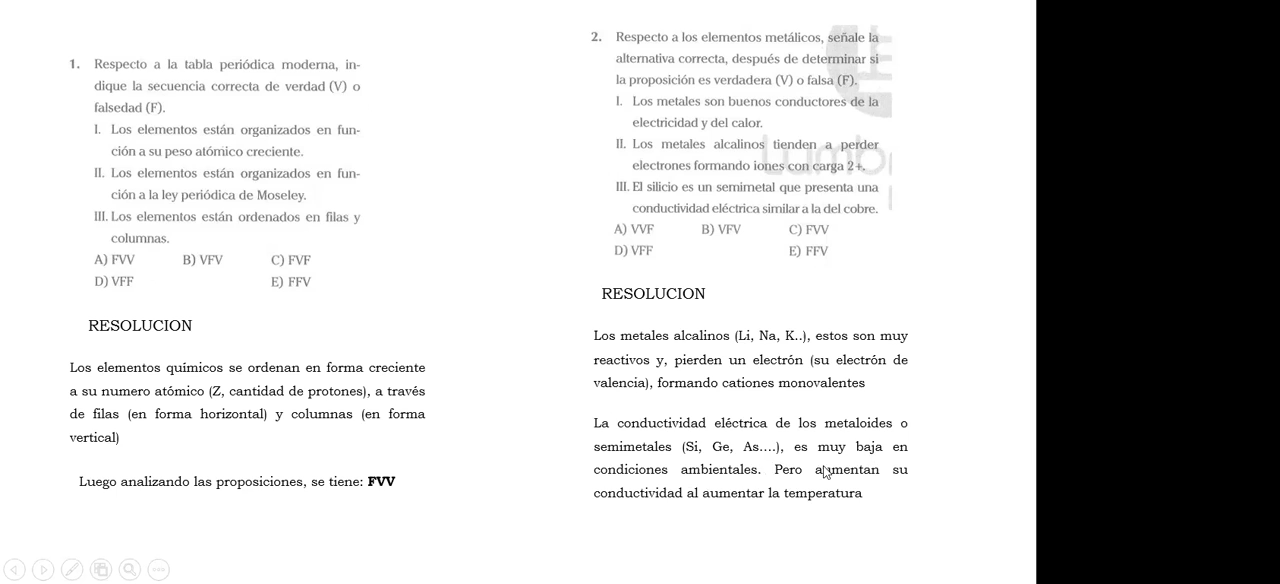 1. Respecto a la tabla periódica moderna, in-
dique la secuencia correcta de verdad (V) o
falsedad (F).
I. Los elementos están organizados en fun-
ción a su peso atómico creciente.
II. Los elementos están organizados en fun-
ción a la ley periódica de Moseley.
III. Los elementos están ordenados en filas y
columnas.
A) FVV B) VFV C) FVF
D) VFF E) FFV
RESOLUCION
Los elementos químicos se ordenan en forma creciente
a su numero atómico (Z, cantidad de protones), a través
de filas (en forma horizontal) y columnas (en forma
vertical)
Luego analizando las proposiciones, se tiene: FVV
2. Respecto a los elementos metálicos, señale la
alternativa correcta, después de determinar si
la proposición es verdadera (V) o falsa (F).
I. Los metales son buenos conductores de la
electricidad y del calor.
II. Los metales alcalinos tienden a perder
electrones formando iones con carga 2+.
III. El silicio es un semimetal que presenta una
conductividad eléctrica similar a la del cobre.
A) VVF B) VFV C) FVV
D) VFF E) FFV
Lumb
RESOLUCION
Los metales alcalinos (Li, Na, K..), estos son muy
reactivos y, pierden un electrón (su electrón de
valencia), formando cationes monovalentes
La conductividad eléctrica de los metaloides o
semimetales (Si, Ge, As....), es muy baja en
condiciones ambientales. Pero aumentan su
conductividad al aumentar la temperatura